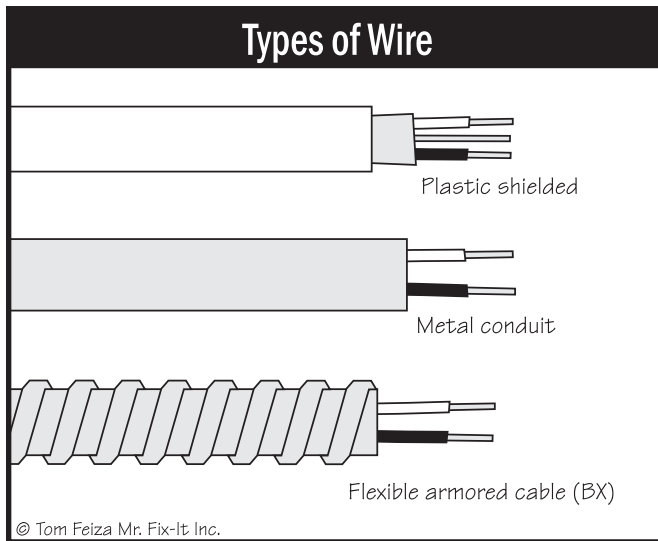 Types of Wire
Plastic shielded
Metal conduit
Flexible armored cable (BX)
© Tom Feiza Mr. Fix-It Inc.